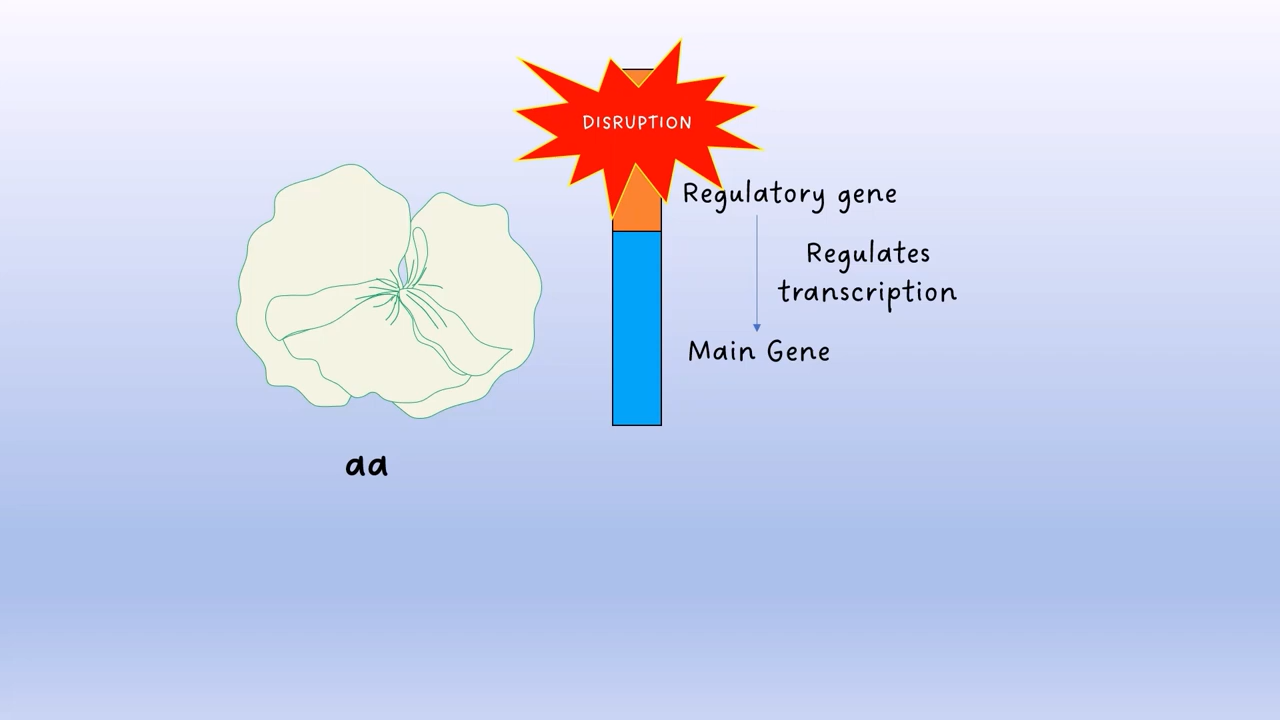 DISRUPTION
Regulatory gene
Regulates
transcription
Main Gene
aa